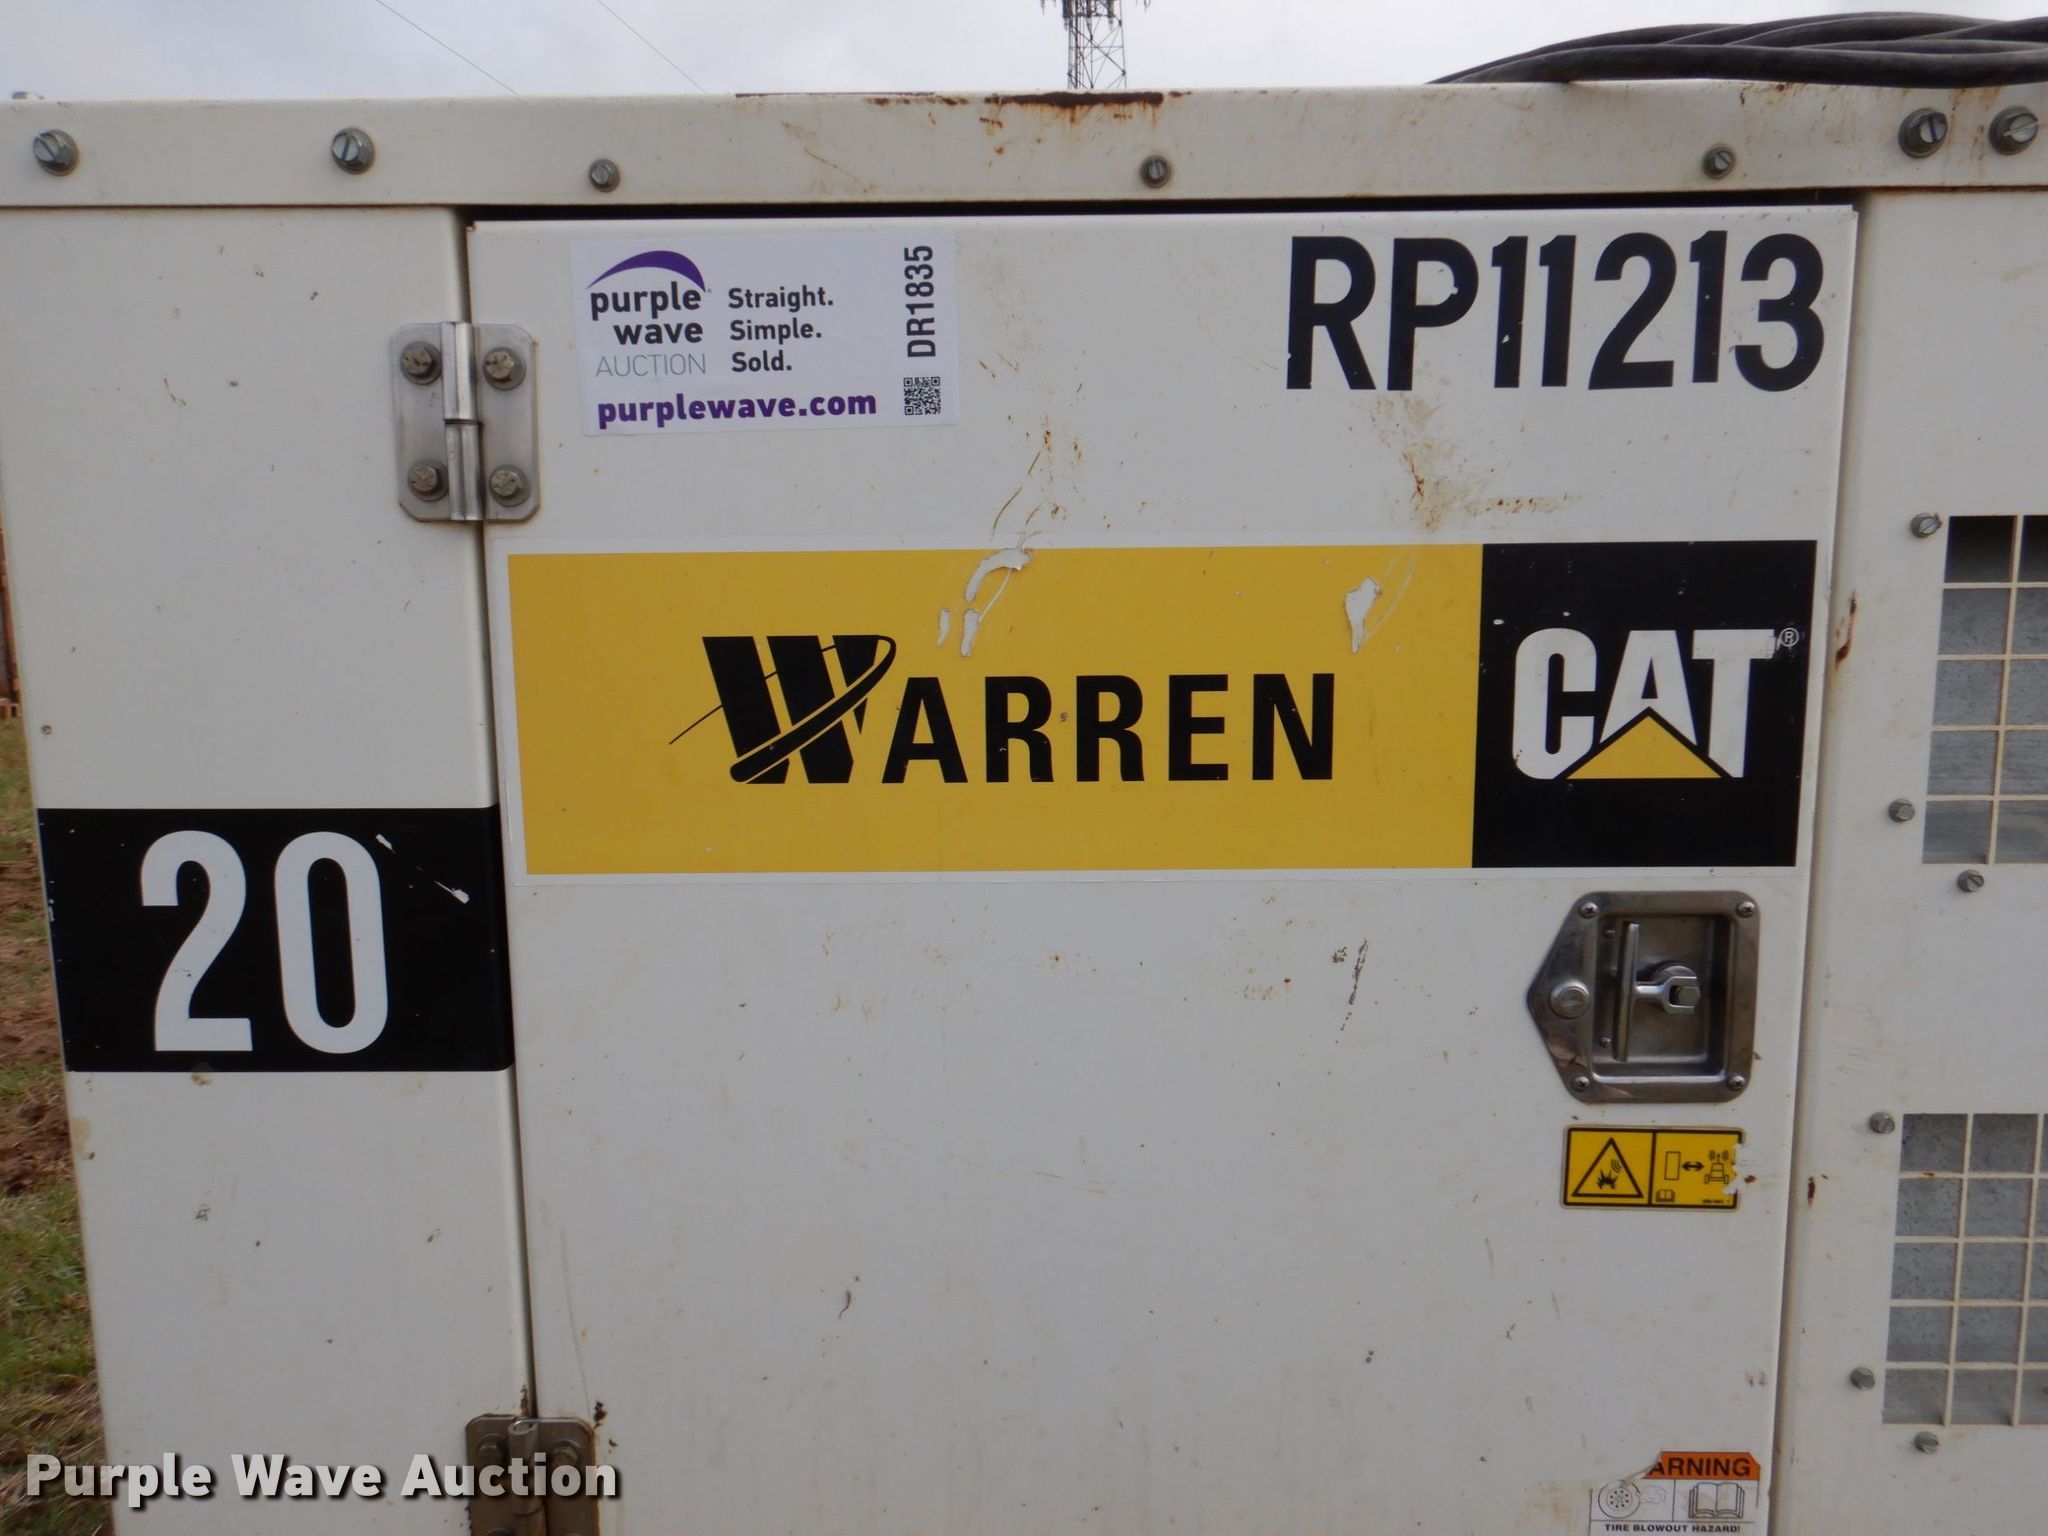 purple
wave
AUCTION
Straight.
Simple.
Sold.
purplewave.com
DR1835
RP11213
WARREN
CAT®
20
ARNING
TIRE BLOWOUT HAZARD!
Purple Wave Auction